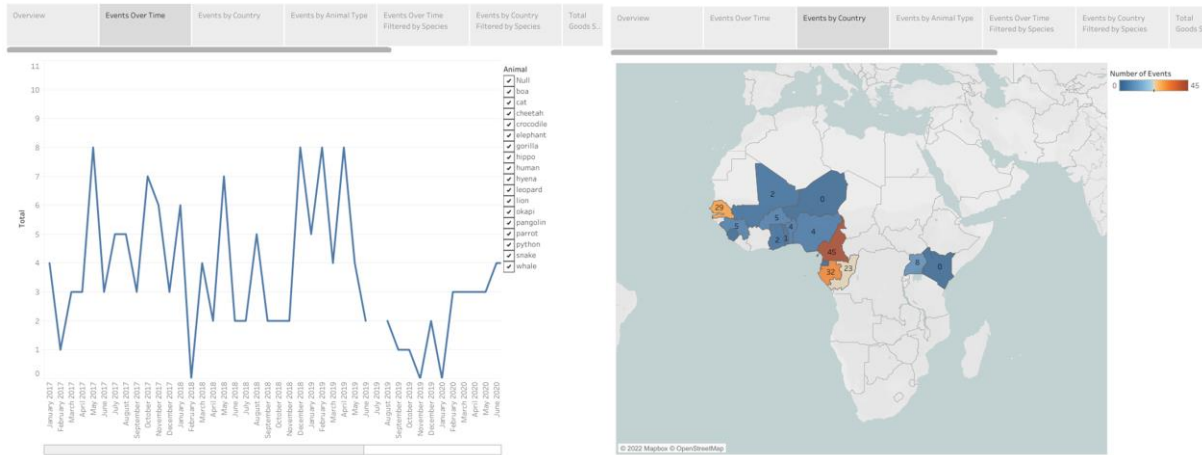 Overview
Events Over Time
Events by Country
Events by Animal Type
Events Over Time
Filtered by Species
Events by Country
Filtered by Species
Total
Goods S..
11
10
9
8
7
6
5
4
3
2
1
0
Total
January 2017
February 2017
March 2017
April 2017
May 2017
June 2017
July 2017
August 2017
September 2017
October 2017
November 2017
December 2017
January 2018
February 2018
March 2018
April 2018
May 2018
June 2018
July 2018
August 2018
September 2018
October 2018
November 2018
December 2018
January 2019
February 2019
March 2019
April 2019
May 2019
June 2019
July 2019
August 2019
September 2019
October 2019
November 2019
December 2019
January 2020
February 2020
March 2020
April 2020
May 2020
June 2020
Animal
Null
boa
cat
cheetah
crocodile
elephant
gorilla
hippo
human
hyena
leopard
lion
okapi
pangolin
parrot
python
snake
whale
Overview
Events Over Time
Events by Country
Events by Animal Type
Events Over Time
Filtered by Species
Events by Country
Filtered by Species
Total
Goods S
Number of Events
0 45
2
0
29
5
5
4
2
4
45
32
23
8
0
© 2022 Mapbox © OpenStreetMap